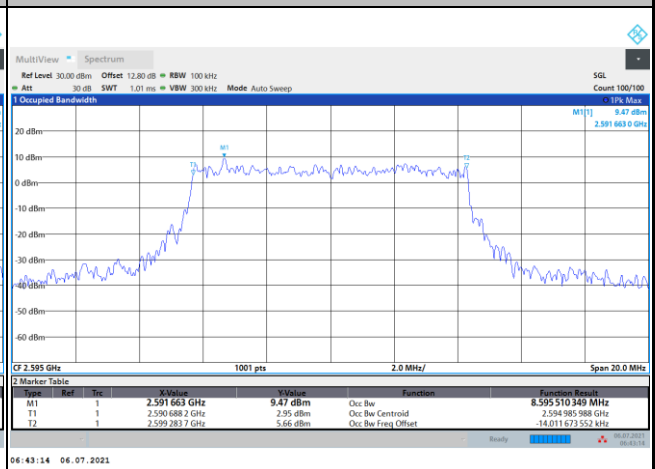 MultiView Spectrum
Ref Level 30.00 dBm Offset 12.80 dB RBW 100 kHz SGL
Att 30 dB SWT 1.01 ms VBW 300 kHz Mode Auto Sweep Count 100/100
1 Occupied Bandwidth 1Pk Max
M1[1] 9.47 dBm
2.591 663 0 GHz
20 dBm
M1
10 dBm
T1 T2
0 dBm
-10 dBm
-20 dBm
-30 dBm
-40 dBm
-50 dBm
-60 dBm
CF 2.595 GHz 1001 pts 2.0 MHz/ Span 20.0 MHz
2 Marker Table
Type Ref Trc X-Value Y-Value Function Function Result
M1 1 2.591 663 GHz 9.47 dBm Occ Bw 8.595 510 349 MHz
T1 1 2.590 688 2 GHz 2.95 dBm Occ Bw Centroid 2.594 985 988 GHz
T2 1 2.599 283 7 GHz 5.66 dBm Occ Bw Freq Offset -14.011 673 552 kHz
Ready 06.07.2021
06:43:14
06:43:14 06.07.2021